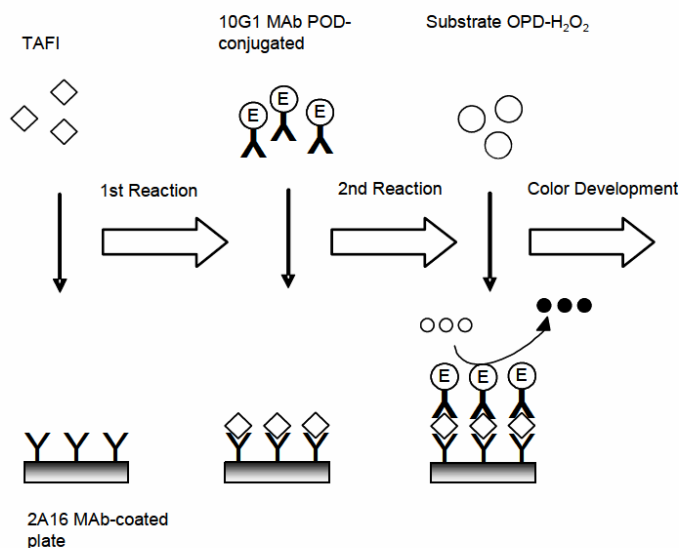 TAFI
10G1 MAb POD-
conjugated
Substrate OPD-H₂O₂
E
E
E
1st Reaction
2nd Reaction
Color Development
E
E
E
2A16 MAb-coated
plate